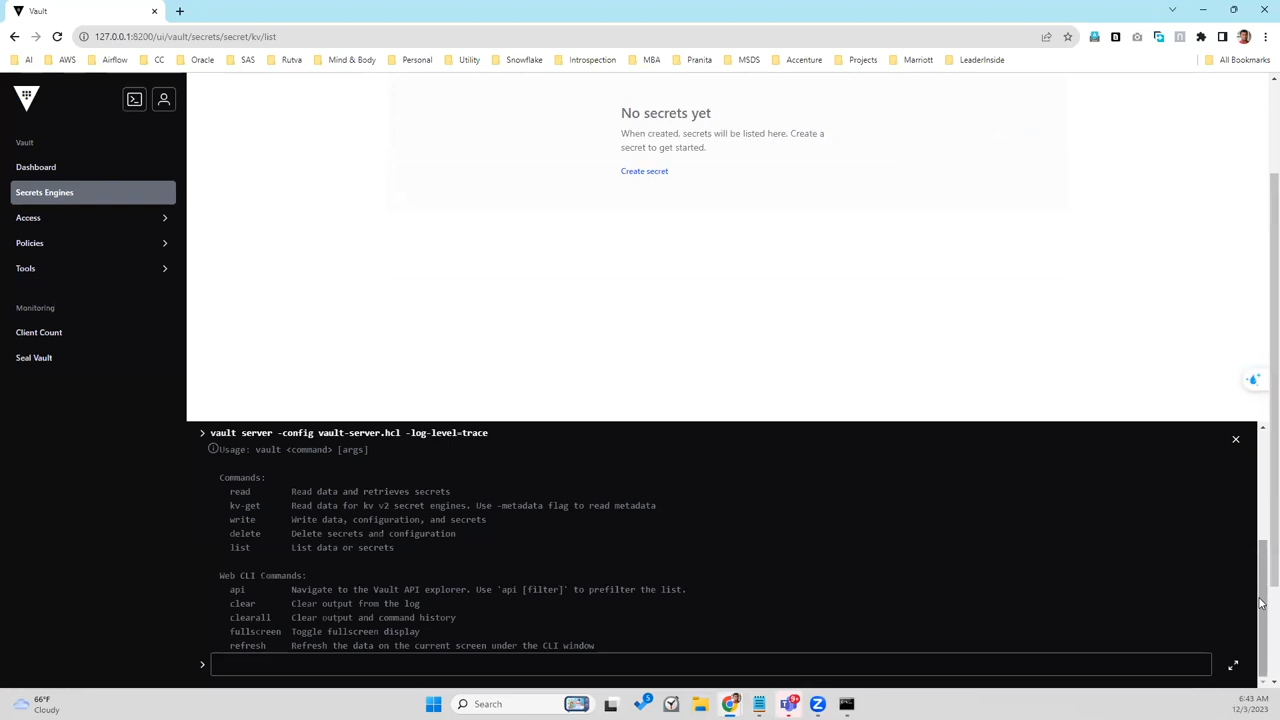 Vault
127.0.0.1:8200/ui/vault/secrets/secret/kv/list
AI AWS Airflow CC Oracle SAS Rutva Mind & Body Personal Utility Snowflake Introspection MBA Pranita MSDS Accenture Projects Marriott LeaderInside All Bookmarks
Vault
Dashboard
Secrets Engines
Access
Policies
Tools
Monitoring
Client Count
Seal Vault
No secrets yet
When created, secrets will be listed here. Create a
secret to get started.
Create secret
> vault server -config vault-server.hcl -log-level=trace
Usage: vault <command> [args]
Commands:
read Read data and retrieves secrets
kv-get Read data for kv v2 secret engines. Use -metadata flag to read metadata
write Write data, configuration, and secrets
delete Delete secrets and configuration
list List data or secrets
Web CLI Commands:
api Navigate to the Vault API explorer. Use `api [filter]` to prefilter the list.
clear Clear output from the log
clearall Clear output and command history
fullscreen Toggle fullscreen display
refresh Refresh the data on the current screen under the CLI window
>
66°F
Cloudy
Search
5
9+
6:43 AM
12/3/2023